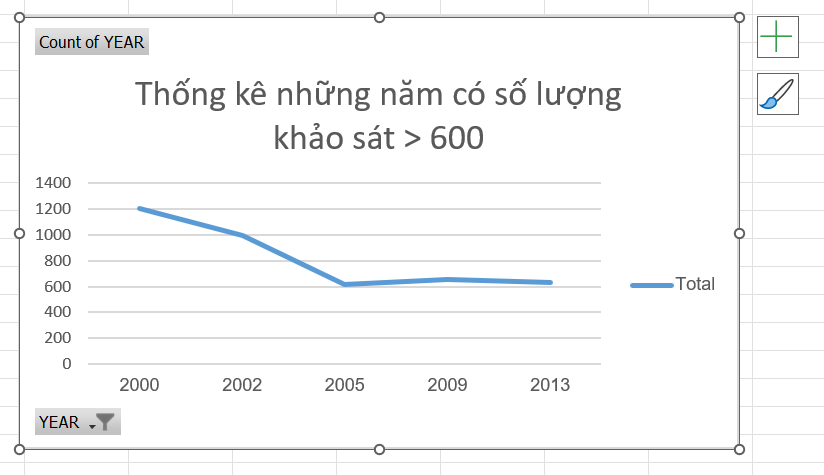 Count of YEAR
Thống kê những năm có số lượng
khảo sát > 600
1400
1200
1000
800
600
400
200
0
Total
2000 2002 2005 2009 2013
YEAR